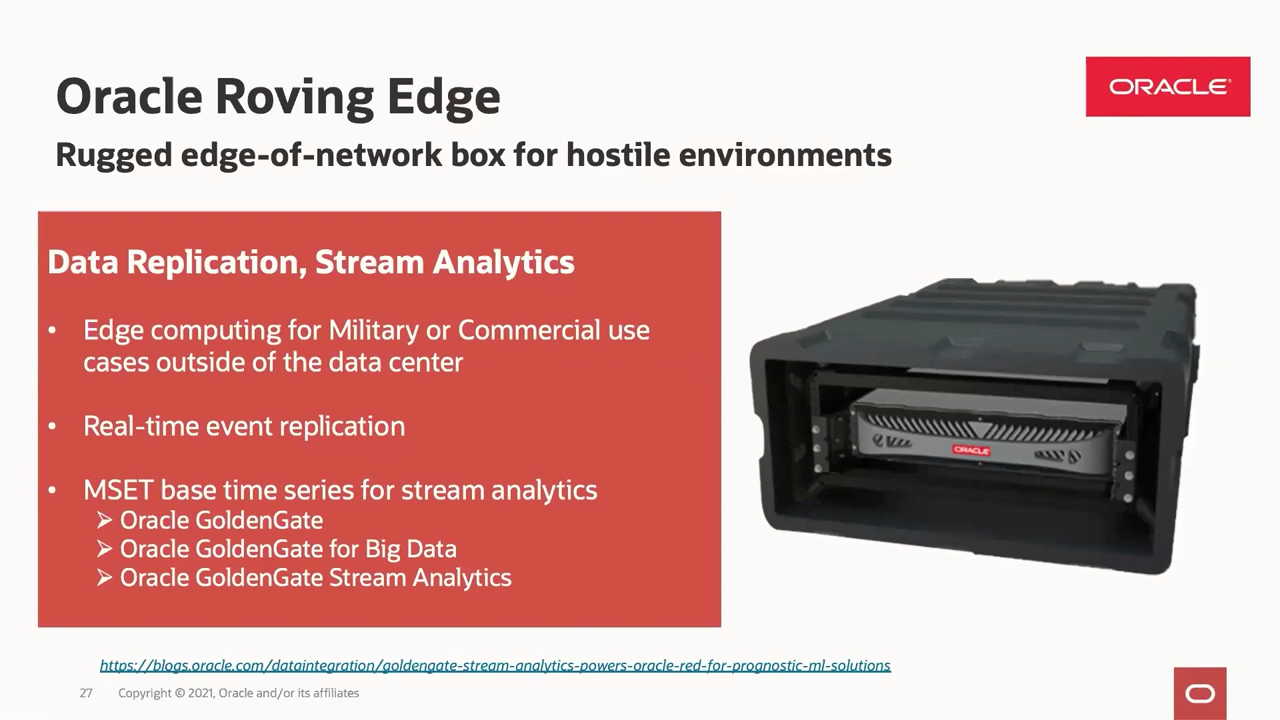 Oracle Roving Edge
ORACLE®
Rugged edge-of-network box for hostile environments
Data Replication, Stream Analytics
• Edge computing for Military or Commercial use
cases outside of the data center
• Real-time event replication
• MSET base time series for stream analytics
➢ Oracle GoldenGate
➢ Oracle GoldenGate for Big Data
➢ Oracle GoldenGate Stream Analytics
ORACLE
https://blogs.oracle.com/dataintegration/goldengate-stream-analytics-powers-oracle-red-for-prognostic-ml-solutions
27 Copyright © 2021, Oracle and/or its affiliates